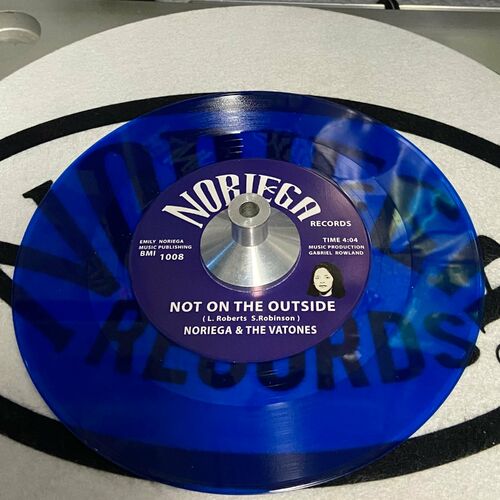 NORIEGA
RECORDS
EMILY NORIEGA
MUSIC PUBLISHING
BMI 1008
TIME 4:04
MUSIC PRODUCTION
GABRIEL ROWLAND
NOT ON THE OUTSIDE
( L. Roberts S.Robinson )
NORIEGA & THE VATONES
RECORDS